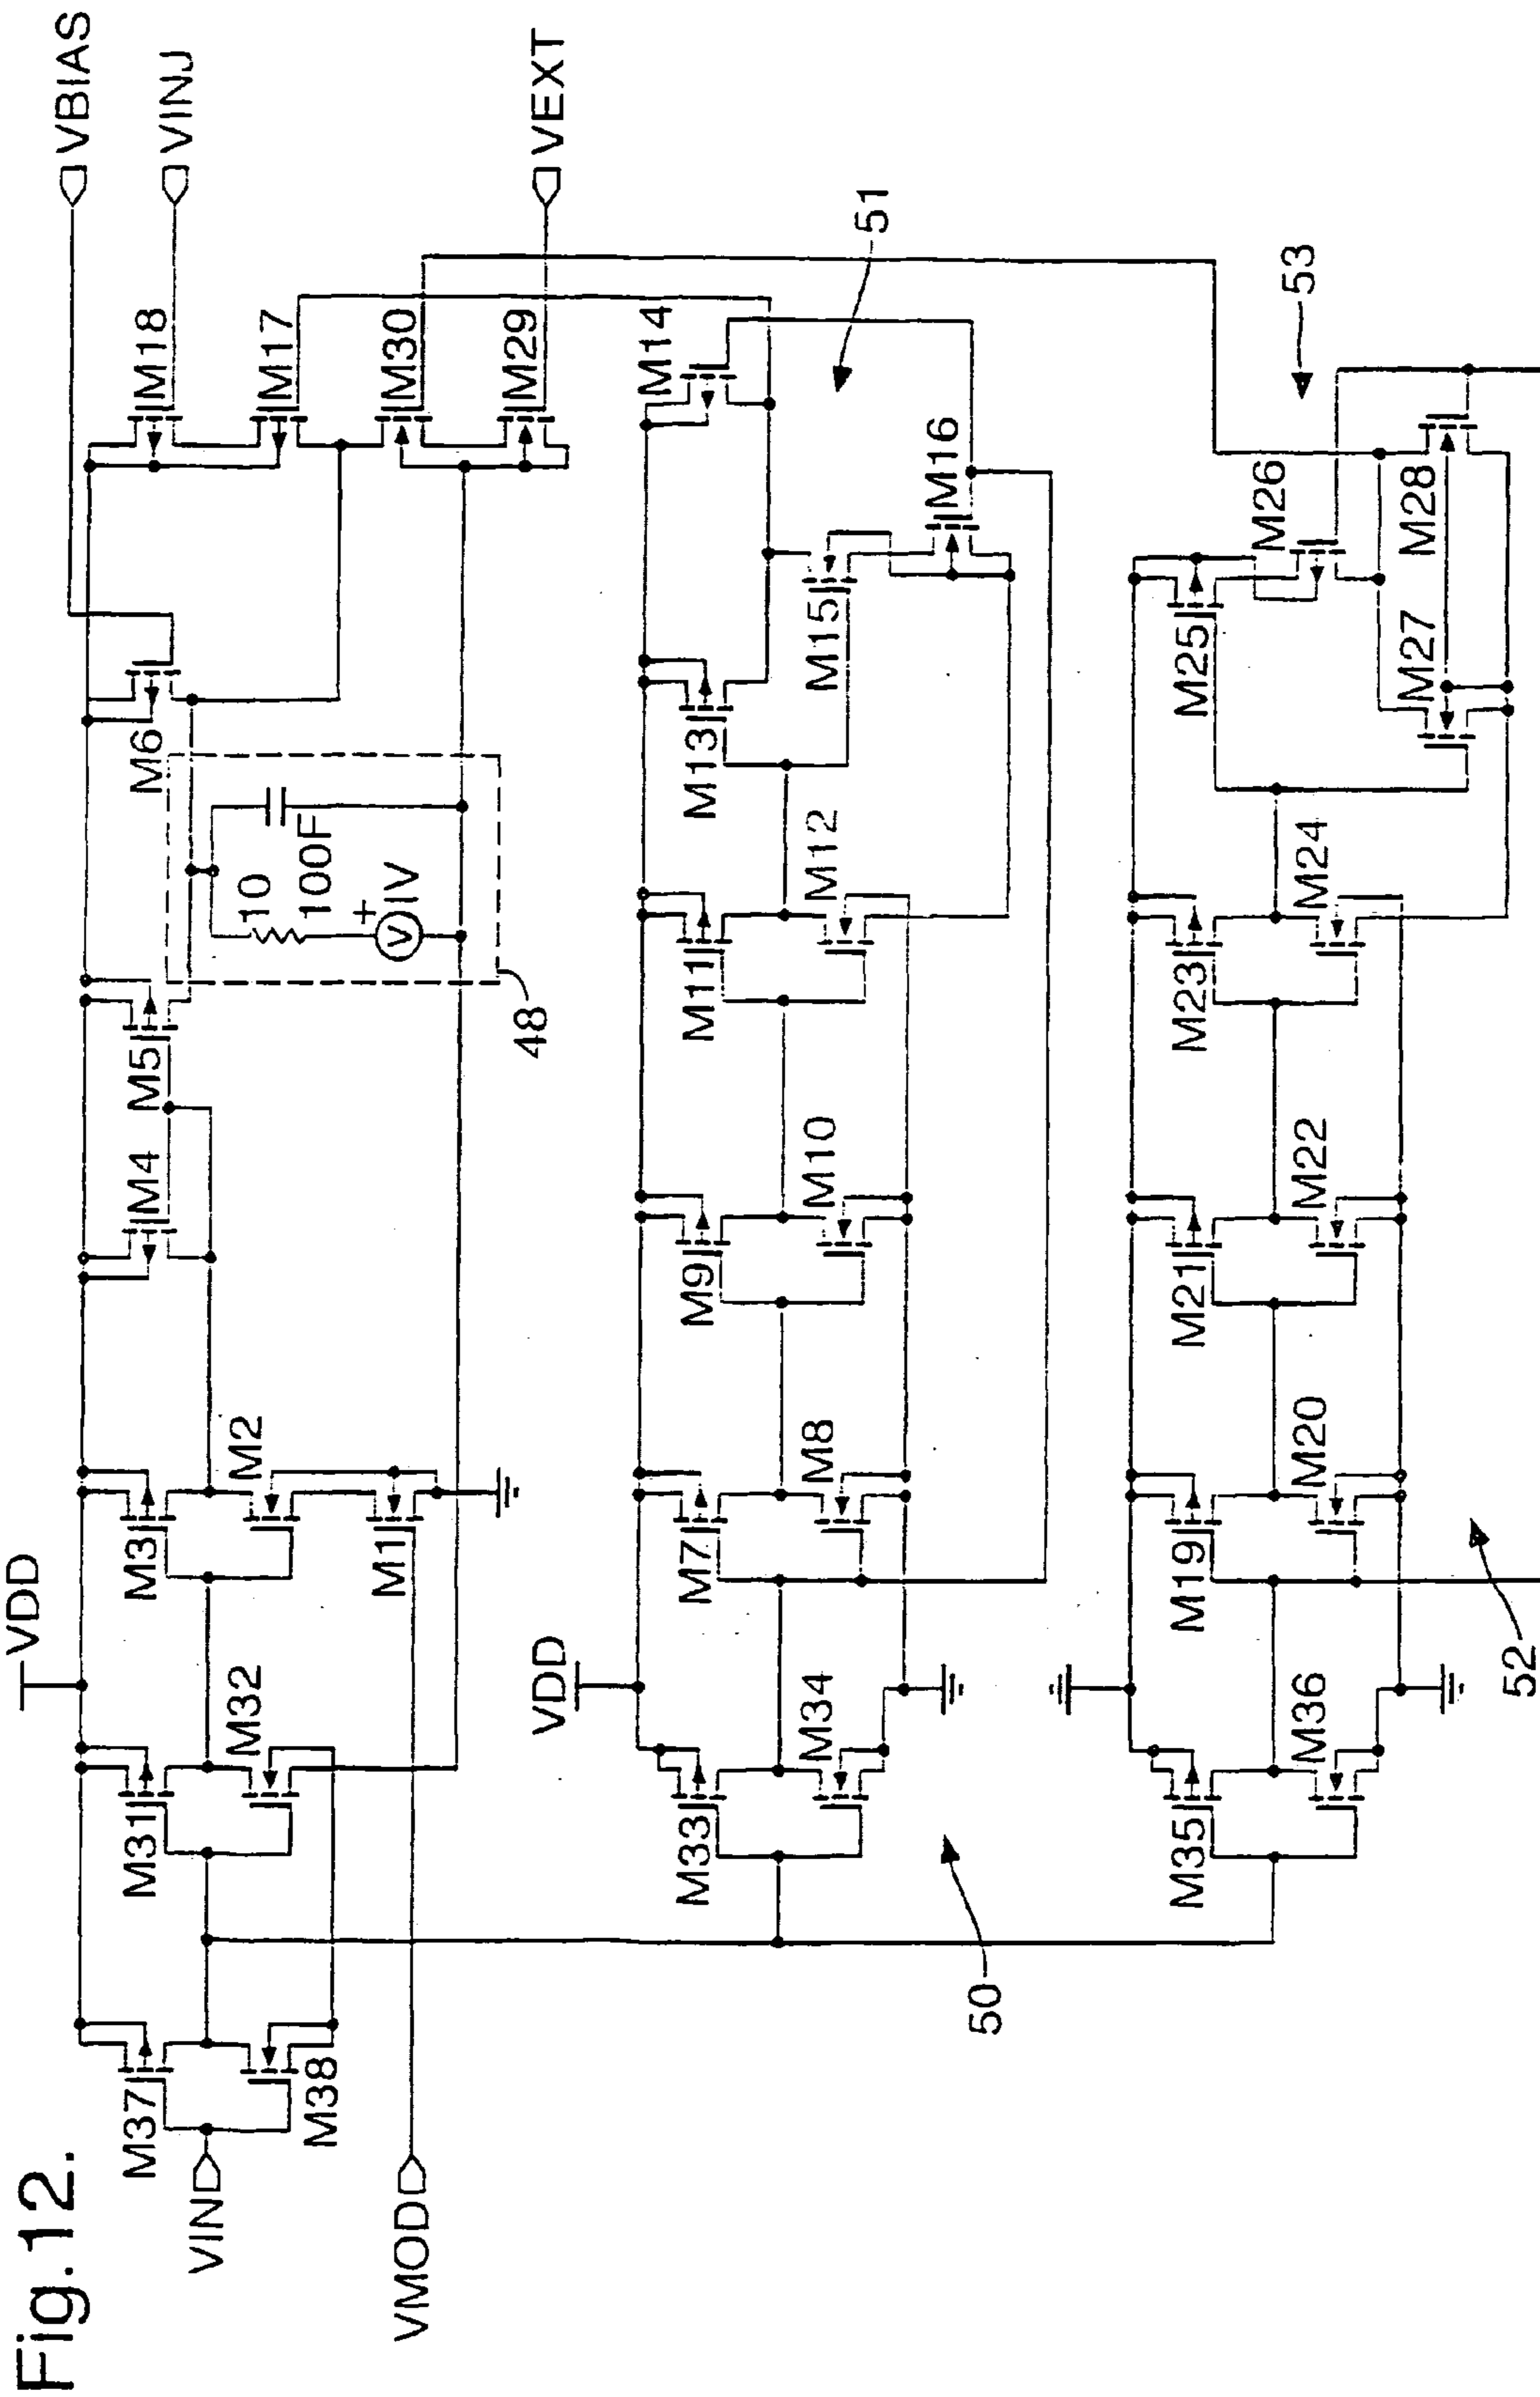 Fig.12.
VDD
VBIAS
VINJ
VEXT
VIN
VMOD
M37
M38
M31
M32
M3
M2
M1
M4
M5
M6
M18
M17
M30
M29
10
100F
+
V
IV
48
VDD
M33
M34
M7
M8
M9
M10
M11
M12
M13
M14
M15
M16
50
51
M35
M36
M19
M20
M21
M22
M23
M24
M25
M26
M27
M28
52
53